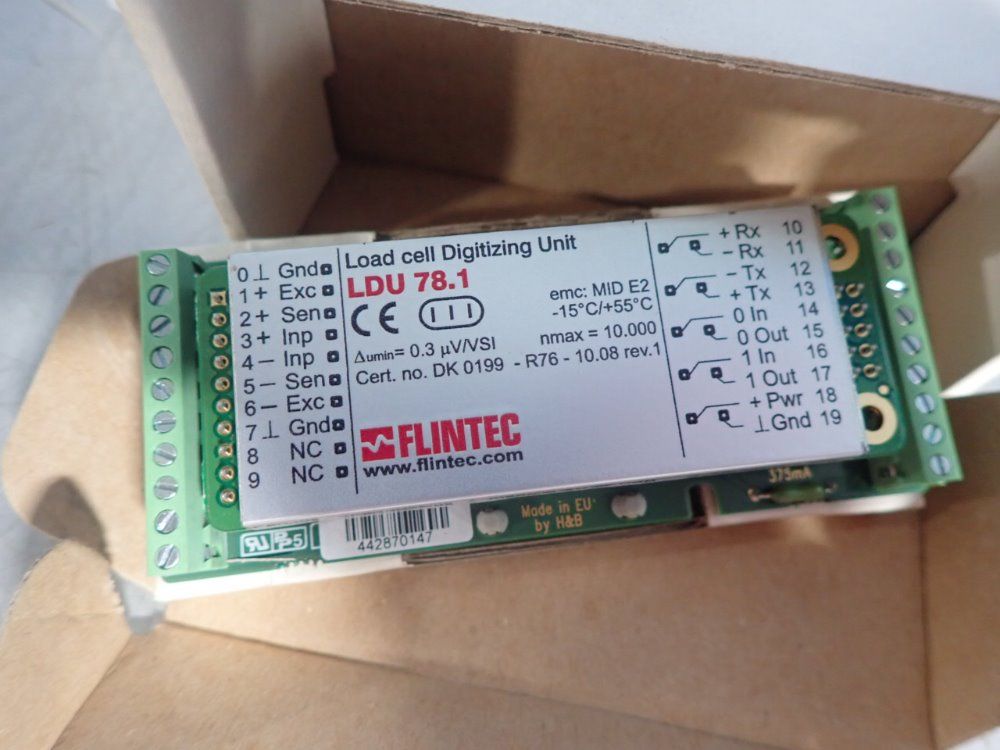 Load cell Digitizing Unit
LDU 78.1
CE
emc: MID E2
-15°C/+55°C
Δumin= 0.3 µV/VSI
nmax = 10.000
Cert. no. DK 0199 - R76 - 10.08 rev.1
FLINTEC
www.flintec.com
0 ⊥ Gnd
1 + Exc
2 + Sen
3 + Inp
4 – Inp
5 – Sen
6 – Exc
7 ⊥ Gnd
8 NC
9 NC
+ Rx 10
– Rx 11
– Tx 12
+ Tx 13
0 In 14
0 Out 15
1 In 16
1 Out 17
+ Pwr 18
⊥ Gnd 19
375mA
Made in EU
by H&B
442870147